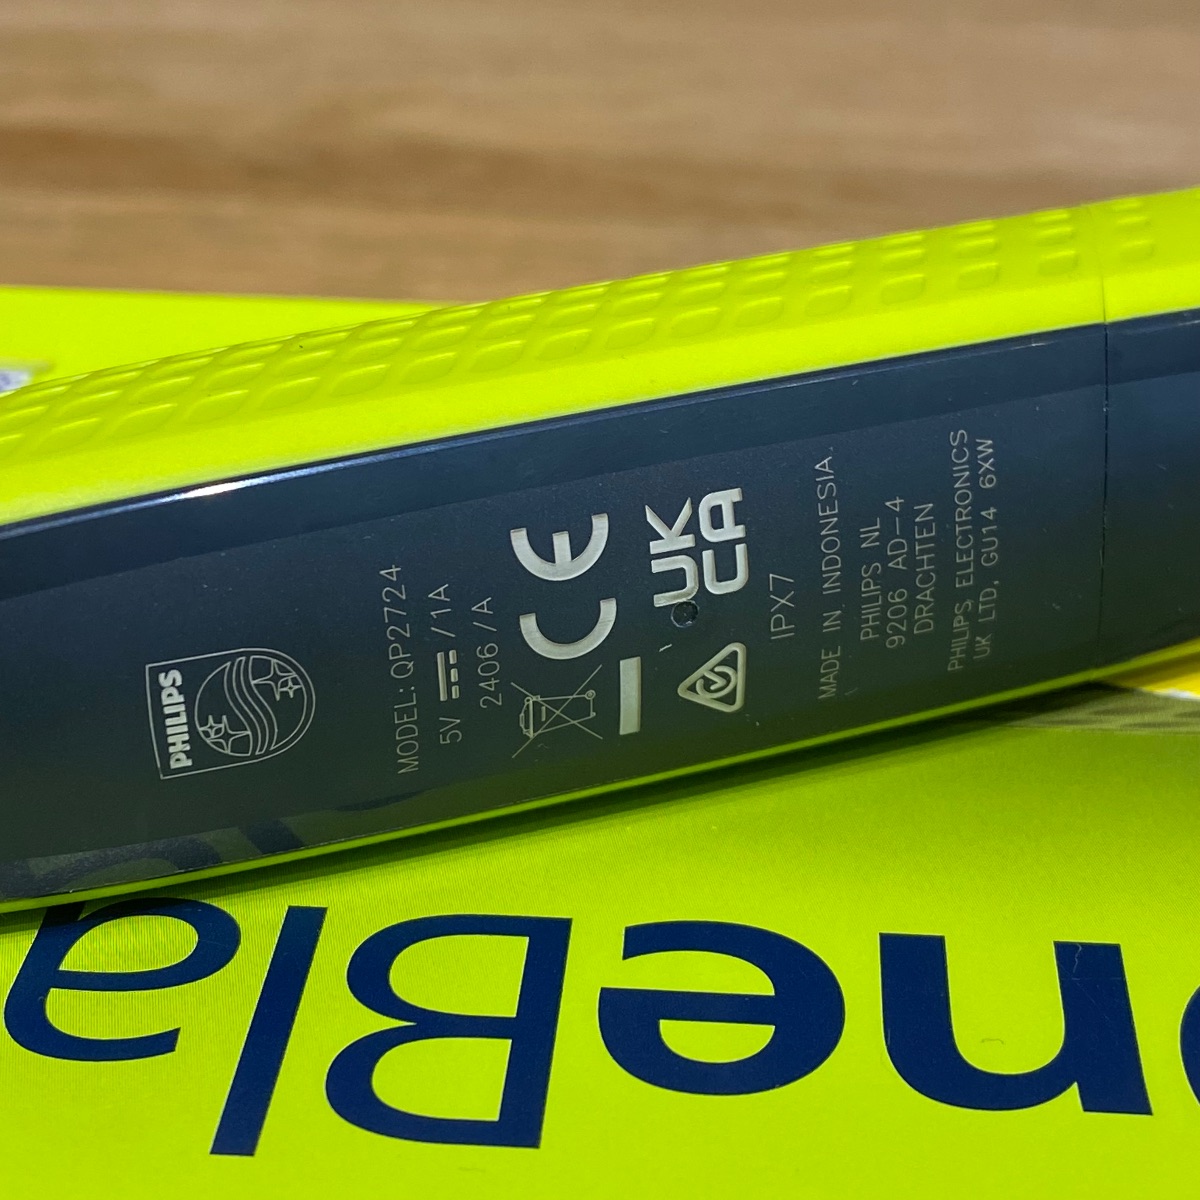 PHILIPS
MODEL: QP2724
5V ⎓ /1A
2406 /A
CE
UK
CA
IPX7
MADE IN INDONESIA.
PHILIPS NL
9206 AD-4
DRACHTEN
PHILIPS ELECTRONICS
UK LTD, GU14 6XW
neBla